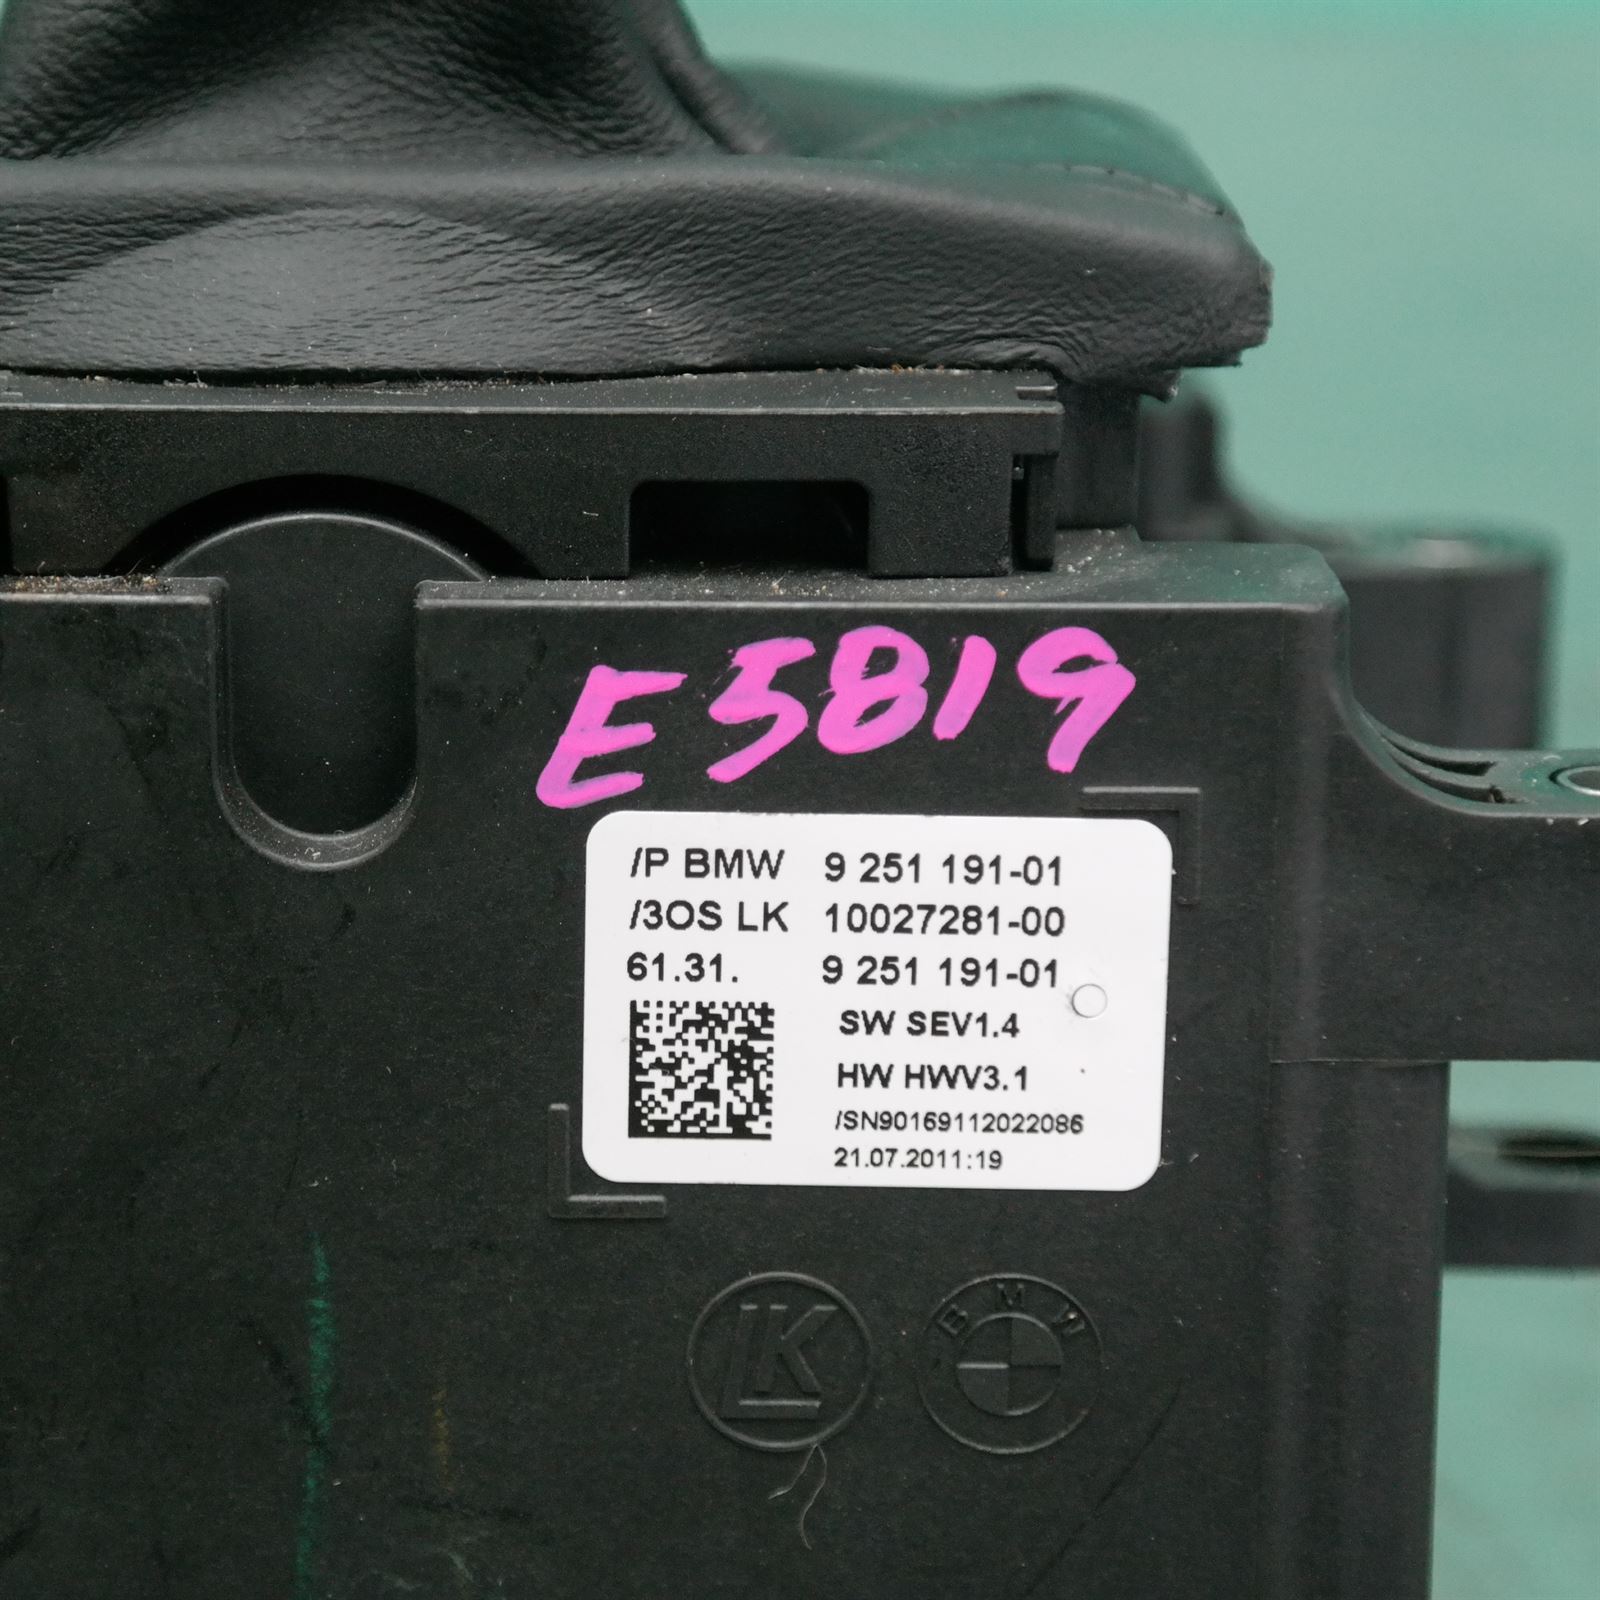 E5819
/P BMW 9 251 191-01
/3OS LK 10027281-00
61.31. 9 251 191-01
SW SEV1.4
HW HWV3.1
/SN90169112022086
21.07.2011:19
LK
BMW